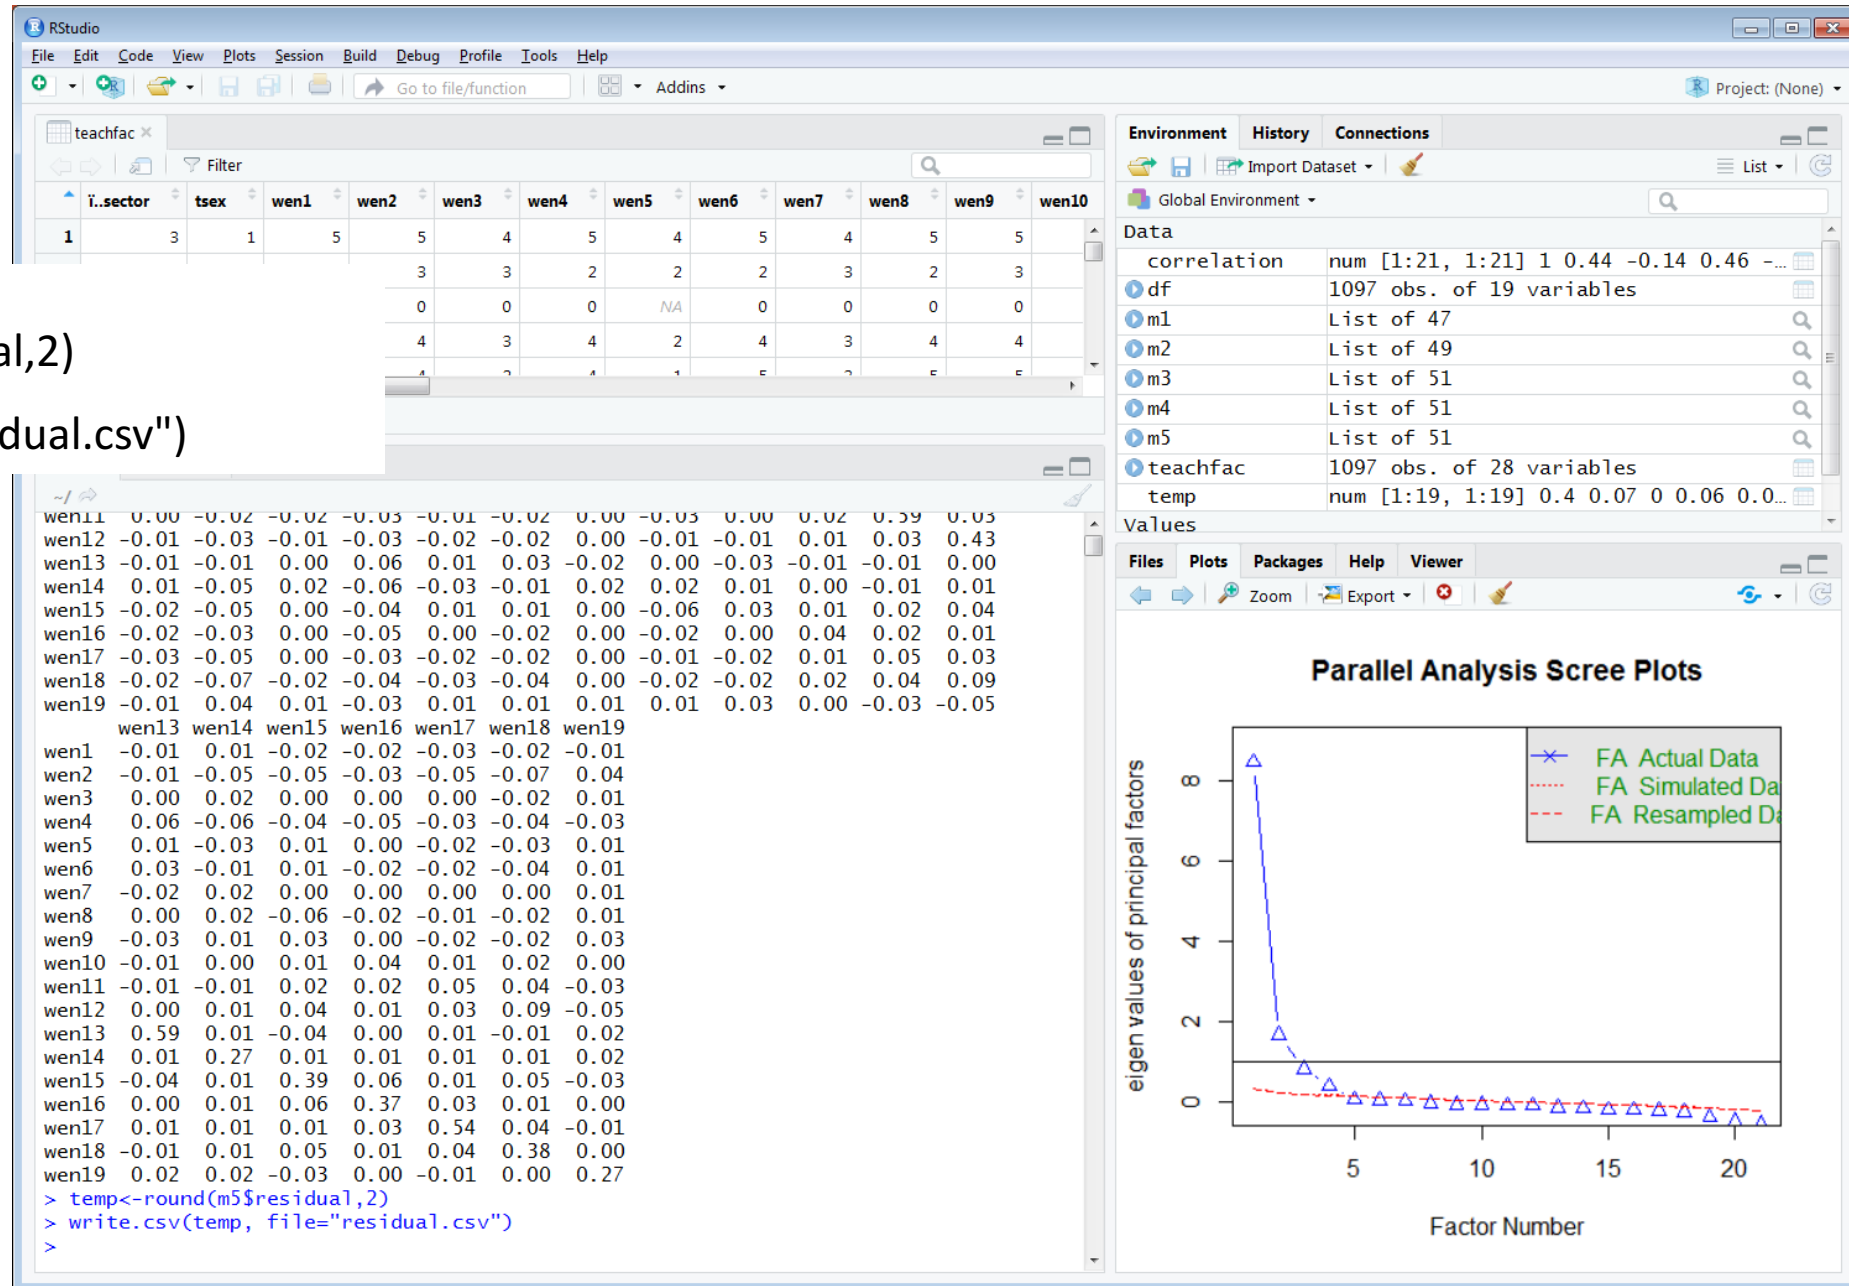 RStudio
File Edit Code View Plots Session Build Debug Profile Tools Help
Go to file/function Addins Project: (None)
teachfac
Filter
ï..sector tsex wen1 wen2 wen3 wen4 wen5 wen6 wen7 wen8 wen9 wen10
1 3 1 5 5 4 5 4 5 4 5 5
3 3 2 2 2 3 2 3
0 0 0 NA 0 0 0 0
4 3 4 2 4 3 4 4
al,2)
dual.csv")
~/
wen11 0.00 -0.02 -0.02 -0.03 -0.01 -0.02 0.00 -0.03 0.00 0.02 0.59 0.03
wen12 -0.01 -0.03 -0.01 -0.03 -0.02 -0.02 0.00 -0.01 -0.01 0.01 0.03 0.43
wen13 -0.01 -0.01 0.00 0.06 0.01 0.03 -0.02 0.00 -0.03 -0.01 -0.01 0.00
wen14 0.01 -0.05 0.02 -0.06 -0.03 -0.01 0.02 0.02 0.01 0.00 -0.01 0.01
wen15 -0.02 -0.05 0.00 -0.04 0.01 0.01 0.00 -0.06 0.03 0.01 0.02 0.04
wen16 -0.02 -0.03 0.00 -0.05 0.00 -0.02 0.00 -0.02 0.00 0.04 0.02 0.01
wen17 -0.03 -0.05 0.00 -0.03 -0.02 -0.02 0.00 -0.01 -0.02 0.01 0.05 0.03
wen18 -0.02 -0.07 -0.02 -0.04 -0.03 -0.04 0.00 -0.02 -0.02 0.02 0.04 0.09
wen19 -0.01 0.04 0.01 -0.03 0.01 0.01 0.01 0.01 0.03 0.00 -0.03 -0.05
wen13 wen14 wen15 wen16 wen17 wen18 wen19
wen1 -0.01 0.01 -0.02 -0.02 -0.03 -0.02 -0.01
wen2 -0.01 -0.05 -0.05 -0.03 -0.05 -0.07 0.04
wen3 0.00 0.02 0.00 0.00 0.00 -0.02 0.01
wen4 0.06 -0.06 -0.04 -0.05 -0.03 -0.04 -0.03
wen5 0.01 -0.03 0.01 0.00 -0.02 -0.03 0.01
wen6 0.03 -0.01 0.01 -0.02 -0.02 -0.04 0.01
wen7 -0.02 0.02 0.00 0.00 0.00 0.00 0.01
wen8 0.00 0.02 -0.06 -0.02 -0.01 -0.02 0.01
wen9 -0.03 0.01 0.03 0.00 -0.02 -0.02 0.03
wen10 -0.01 0.00 0.01 0.04 0.01 0.02 0.00
wen11 -0.01 -0.01 0.02 0.02 0.05 0.04 -0.03
wen12 0.00 0.01 0.04 0.01 0.03 0.09 -0.05
wen13 0.59 0.01 -0.04 0.00 0.01 -0.01 0.02
wen14 0.01 0.27 0.01 0.01 0.01 0.01 0.02
wen15 -0.04 0.01 0.39 0.06 0.01 0.05 -0.03
wen16 0.00 0.01 0.06 0.37 0.03 0.01 0.00
wen17 0.01 0.01 0.01 0.03 0.54 0.04 -0.01
wen18 -0.01 0.01 0.05 0.01 0.04 0.38 0.00
wen19 0.02 0.02 -0.03 0.00 -0.01 0.00 0.27
> temp<-round(m5$residual,2)
> write.csv(temp, file="residual.csv")
>
Environment History Connections
Import Dataset List
Global Environment
Data
correlation num [1:21, 1:21] 1 0.44 -0.14 0.46 -…
df 1097 obs. of 19 variables
m1 List of 47
m2 List of 49
m3 List of 51
m4 List of 51
m5 List of 51
teachfac 1097 obs. of 28 variables
temp num [1:19, 1:19] 0.4 0.07 0 0.06 0.0…
Values
Files Plots Packages Help Viewer
Zoom Export
Parallel Analysis Scree Plots
FA Actual Data
FA Simulated Da
FA Resampled Da
eigen values of principal factors
8
6
4
2
0
5 10 15 20
Factor Number